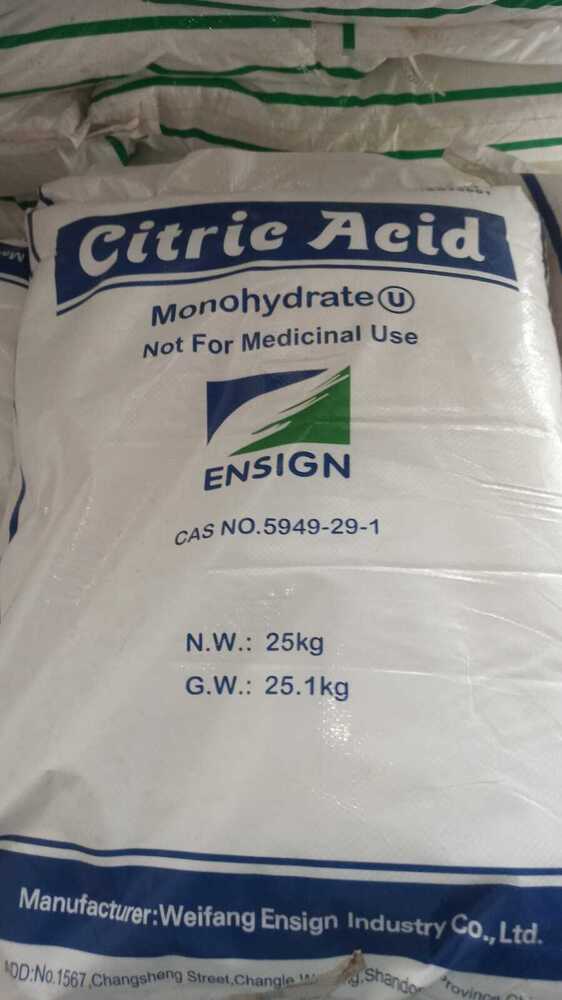 Citric Acid
Monohydrate Ⓤ
Not For Medicinal Use
ENSIGN
CAS NO.5949-29-1
N.W.: 25kg
G.W.: 25.1kg
Manufacturer:Weifang Ensign Industry Co.,Ltd.
ADD:No.1567,Changsheng Street,Changle